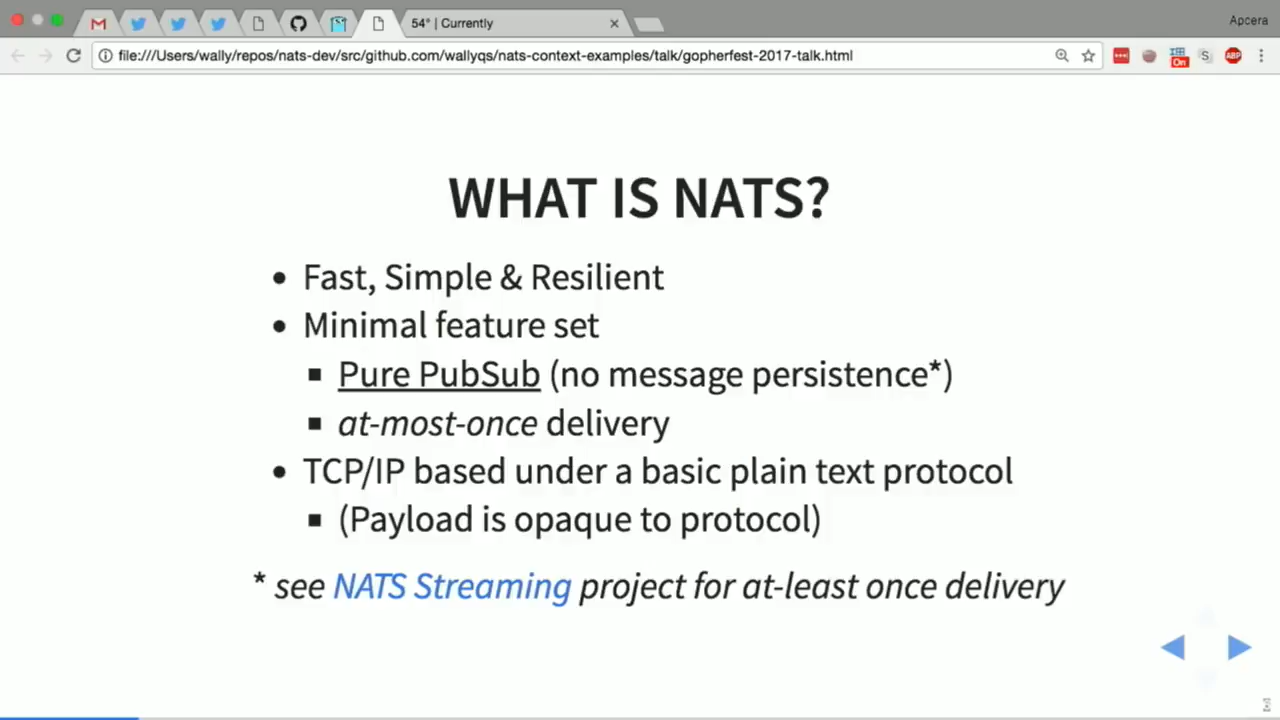 54° | Currently
Apcera
file:///Users/wally/repos/nats-dev/src/github.com/wallyqs/nats-context-examples/talk/gopherfest-2017-talk.html
On
S
ABP
WHAT IS NATS?
• Fast, Simple & Resilient
• Minimal feature set
▪ Pure PubSub (no message persistence*)
▪ at-most-once delivery
• TCP/IP based under a basic plain text protocol
▪ (Payload is opaque to protocol)
* see NATS Streaming project for at-least once delivery